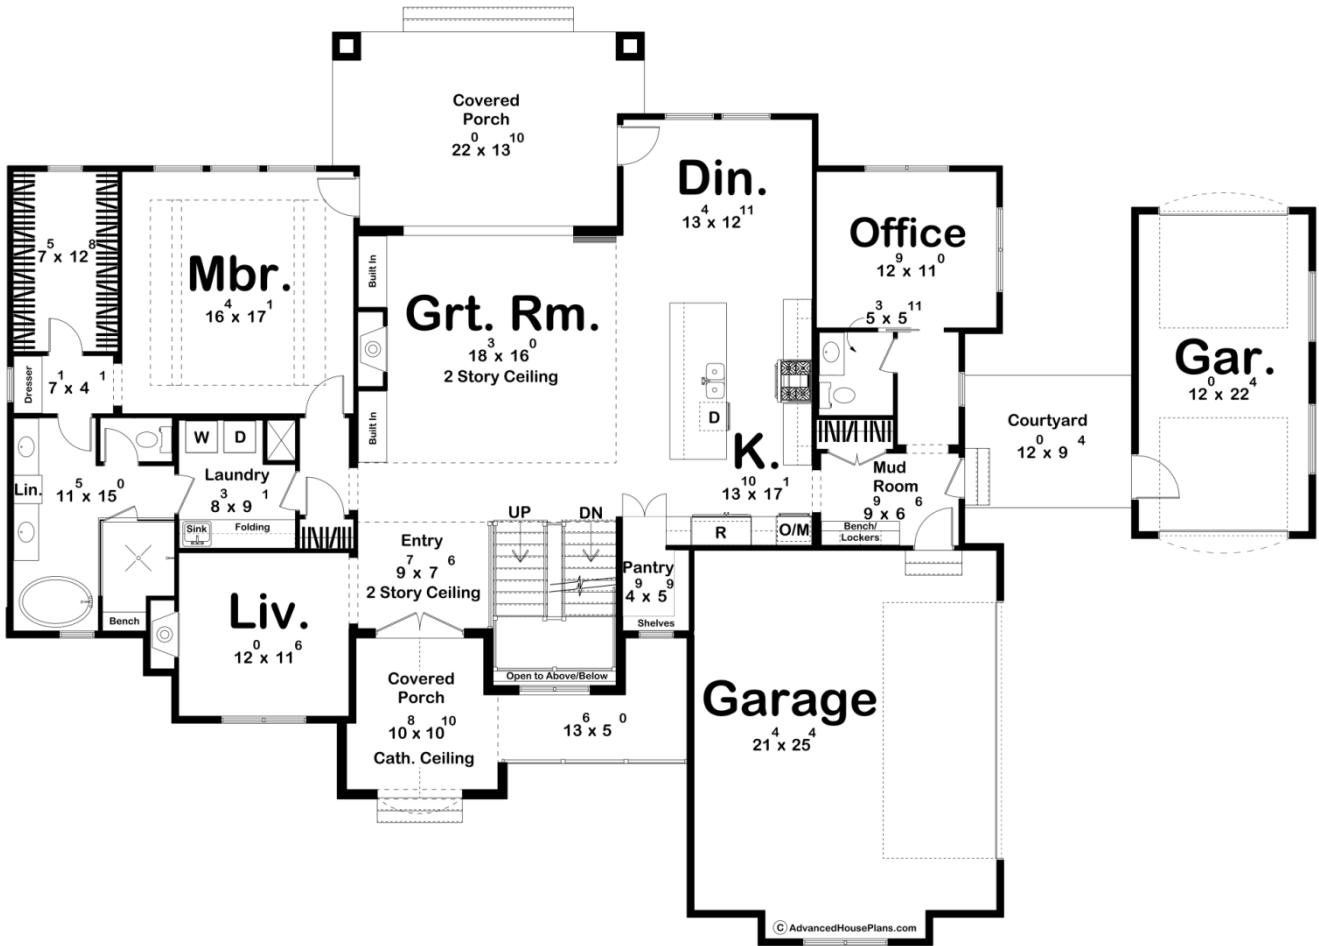 Covered
Porch
22⁰ x 13¹⁰
Din.
13⁴ x 12¹¹
Office
12⁹ x 11⁰
7⁵ x 12⁸
Mbr.
16⁴ x 17¹
Built In
Grt. Rm.
18³ x 16⁰
2 Story Ceiling
5³ x 5¹¹
Gar.
12⁰ x 22⁴
Dresser
7¹ x 4¹
Built In
D
Courtyard
12⁰ x 9⁴
W
D
K.
13¹⁰ x 17¹
Laundry
8³ x 9¹
Lin.
11⁵ x 15⁰
Mud
Room
9⁹ x 6⁶
Sink
Folding
UP
DN
R
O/M
Bench/
Lockers
Entry
9⁷ x 7⁶
2 Story Ceiling
Pantry
4⁹ x 5⁹
Shelves
Bench
Liv.
12⁰ x 11⁶
Open to Above/Below
Covered
Porch
10⁸ x 10¹⁰
Cath. Ceiling
13⁶ x 5⁰
Garage
21⁴ x 25⁴
© AdvancedHousePlans.com